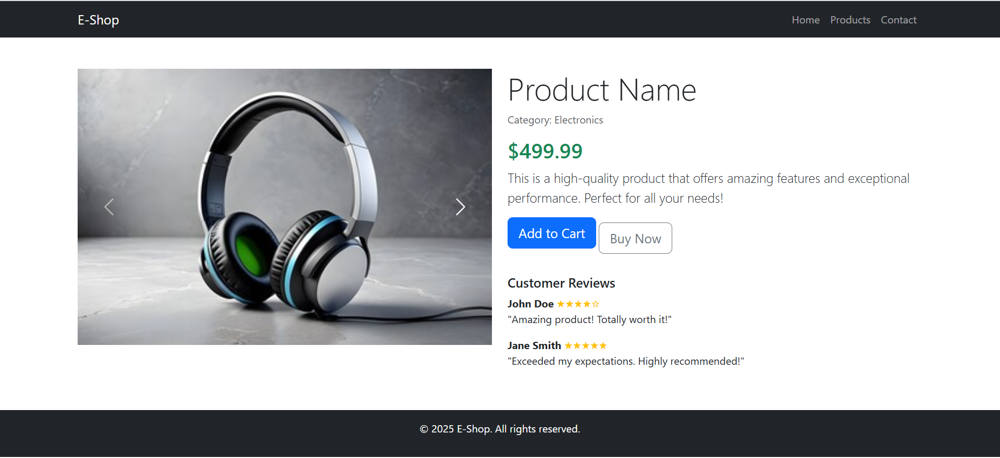 E-Shop
Home Products Contact
Product Name
Category: Electronics
$499.99
This is a high-quality product that offers amazing features and exceptional
performance. Perfect for all your needs!
Add to Cart Buy Now
Customer Reviews
John Doe ★★★★☆
"Amazing product! Totally worth it!"
Jane Smith ★★★★★
"Exceeded my expectations. Highly recommended!"
© 2025 E-Shop. All rights reserved.